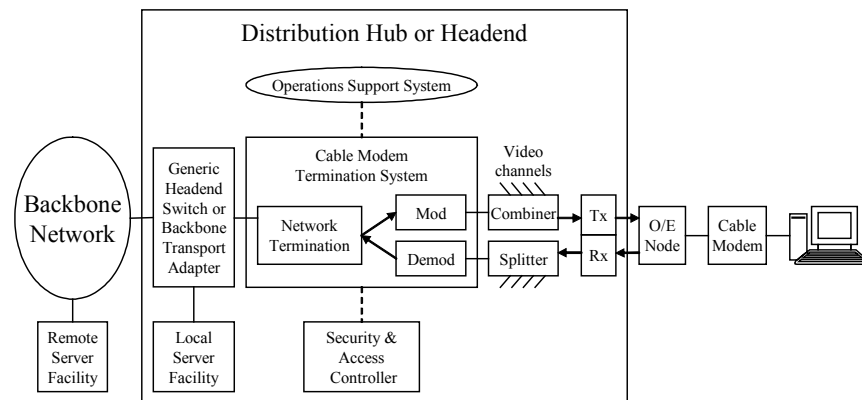 Distribution Hub or Headend
Operations Support System
Backbone
Network
Generic
Headend
Switch or
Backbone
Transport
Adapter
Cable Modem
Termination System
Network
Termination
Mod
Demod
Video
channels
Combiner
Splitter
Tx
Rx
O/E
Node
Cable
Modem
Remote
Server
Facility
Local
Server
Facility
Security &
Access
Controller